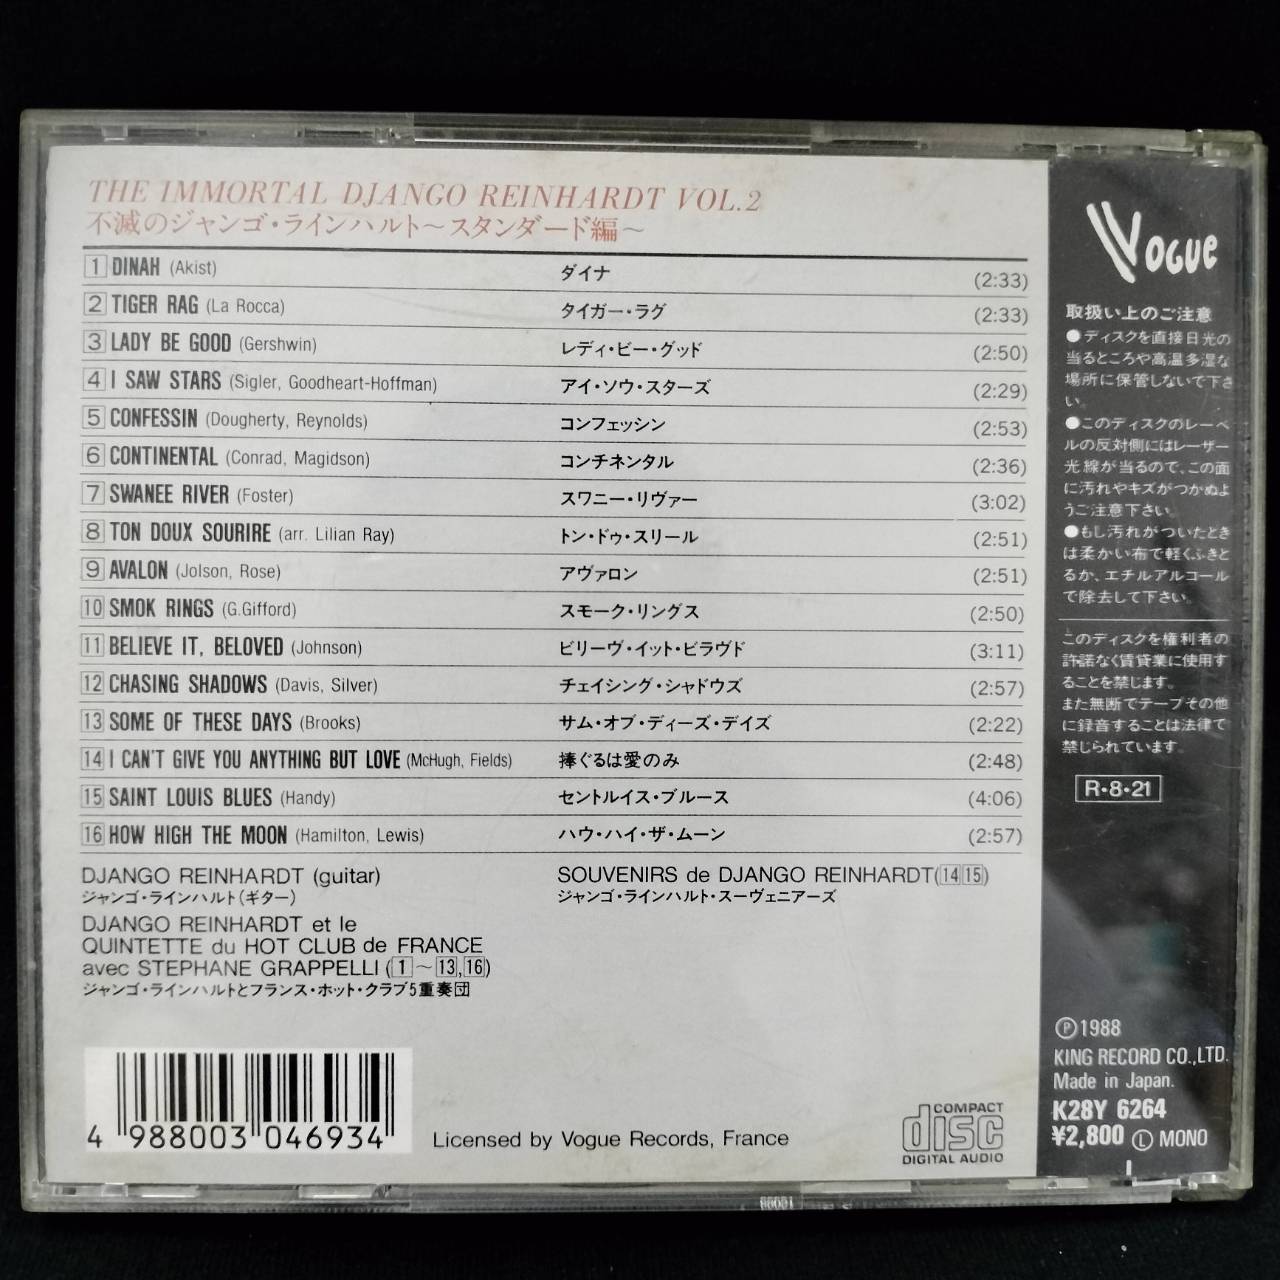 THE IMMORTAL DJANGO REINHARDT VOL.2
不滅のジャンゴ・ラインハルト～スタンダード編～
1 DINAH (Akist) ダイナ (2:33)
2 TIGER RAG (La Rocca) タイガー・ラグ (2:33)
3 LADY BE GOOD (Gershwin) レディ・ビー・グッド (2:50)
4 I SAW STARS (Sigler, Goodheart-Hoffman) アイ・ソウ・スターズ (2:29)
5 CONFESSIN (Dougherty, Reynolds) コンフェッシン (2:53)
6 CONTINENTAL (Conrad, Magidson) コンチネンタル (2:36)
7 SWANEE RIVER (Foster) スワニー・リヴァー (3:02)
8 TON DOUX SOURIRE (arr. Lilian Ray) トン・ドゥ・スリール (2:51)
9 AVALON (Jolson, Rose) アヴァロン (2:51)
10 SMOK RINGS (G.Gifford) スモーク・リングス (2:50)
11 BELIEVE IT, BELOVED (Johnson) ビリーヴ・イット・ビラヴド (3:11)
12 CHASING SHADOWS (Davis, Silver) チェイシング・シャドウズ (2:57)
13 SOME OF THESE DAYS (Brooks) サム・オブ・ディーズ・デイズ (2:22)
14 I CAN'T GIVE YOU ANYTHING BUT LOVE (McHugh, Fields) 捧ぐるは愛のみ (2:48)
15 SAINT LOUIS BLUES (Handy) セントルイス・ブルース (4:06)
16 HOW HIGH THE MOON (Hamilton, Lewis) ハウ・ハイ・ザ・ムーン (2:57)
DJANGO REINHARDT (guitar)
ジャンゴ・ラインハルト(ギター)
DJANGO REINHARDT et le
QUINTETTE du HOT CLUB de FRANCE
avec STEPHANE GRAPPELLI (1～13,16)
ジャンゴ・ラインハルトとフランス・ホット・クラブ5重奏団
SOUVENIRS de DJANGO REINHARDT(14 15)
ジャンゴ・ラインハルト・スーヴェニアーズ
4 988003 046934
Licensed by Vogue Records, France
COMPACT
disc
DIGITAL AUDIO
VOGUE
取扱い上のご注意
●ディスクを直接日光の
当るところや高温多湿な
場所に保管しないで下さ
い。
●このディスクのレーベ
ルの反対側にはレーザー
光線が当るので、この面
に汚れやキズがつかぬよ
うご注意下さい。
●もし汚れがついたとき
は柔かい布で軽くふきと
るか、エチルアルコール
で除去して下さい。
このディスクを権利者の
許諾なく賃貸業に使用す
ることを禁じます。
また無断でテープその他
に録音することは法律で
禁じられています。
R・8・21
Ⓟ1988
KING RECORD CO.,LTD.
Made in Japan.
K28Y 6264
¥2,800 Ⓛ MONO